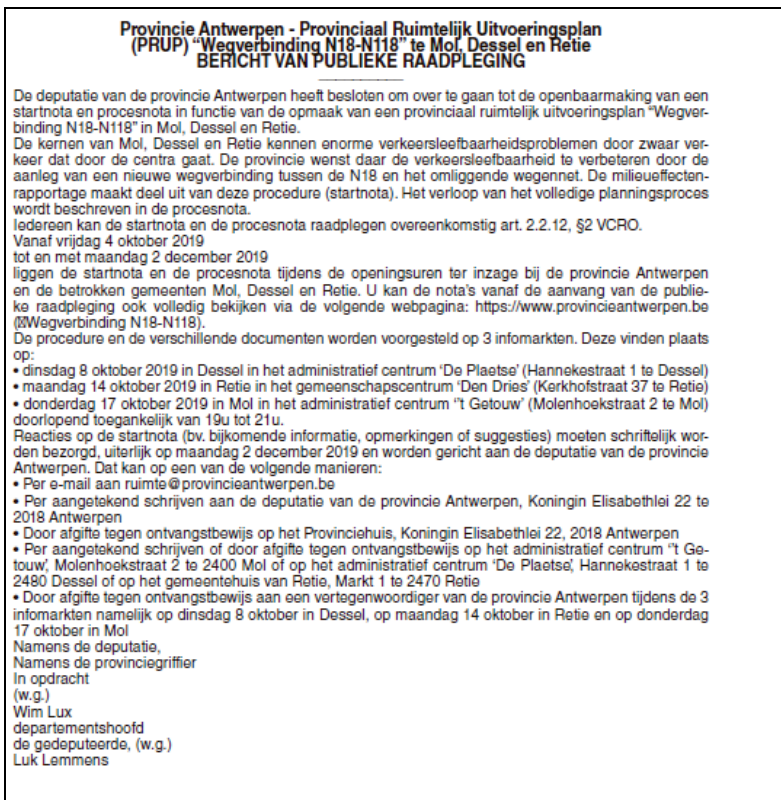 Provincie Antwerpen - Provinciaal Ruimtelijk Uitvoeringsplan
(PRUP) “Wegverbinding N18-N118” te Mol, Dessel en Retie
BERICHT VAN PUBLIEKE RAADPLEGING
De deputatie van de provincie Antwerpen heeft besloten om over te gaan tot de openbaarmaking van een
startnota en procesnota in functie van de opmaak van een provinciaal ruimtelijk uitvoeringsplan “Wegver-
binding N18-N118” in Mol, Dessel en Retie.
De kernen van Mol, Dessel en Retie kennen enorme verkeersleefbaarheidsproblemen door zwaar ver-
keer dat door de centra gaat. De provincie wenst daar de verkeersleefbaarheid te verbeteren door de
aanleg van een nieuwe wegverbinding tussen de N18 en het omliggende wegennet. De milieueffecten-
rapportage maakt deel uit van deze procedure (startnota). Het verloop van het volledige planningsproces
wordt beschreven in de procesnota.
Iedereen kan de startnota en de procesnota raadplegen overeenkomstig art. 2.2.12, §2 VCRO.
Vanaf vrijdag 4 oktober 2019
tot en met maandag 2 december 2019
liggen de startnota en de procesnota tijdens de openingsuren ter inzage bij de provincie Antwerpen
en de betrokken gemeenten Mol, Dessel en Retie. U kan de nota’s vanaf de aanvang van de publie-
ke raadpleging ook volledig bekijken via de volgende webpagina: https://www.provincieantwerpen.be
(Wegverbinding N18-N118).
De procedure en de verschillende documenten worden voorgesteld op 3 infomarkten. Deze vinden plaats
op:
• dinsdag 8 oktober 2019 in Dessel in het administratief centrum ‘De Plaetse’ (Hannekestraat 1 te Dessel)
• maandag 14 oktober 2019 in Retie in het gemeenschapscentrum ‘Den Dries’ (Kerkhofstraat 37 te Retie)
• donderdag 17 oktober 2019 in Mol in het administratief centrum ‘’t Getouw’ (Molenhoekstraat 2 te Mol)
doorlopend toegankelijk van 19u tot 21u.
Reacties op de startnota (bv. bijkomende informatie, opmerkingen of suggesties) moeten schriftelijk wor-
den bezorgd, uiterlijk op maandag 2 december 2019 en worden gericht aan de deputatie van de provincie
Antwerpen. Dat kan op een van de volgende manieren:
• Per e-mail aan ruimte@provincieantwerpen.be
• Per aangetekend schrijven aan de deputatie van de provincie Antwerpen, Koningin Elisabethlei 22 te
2018 Antwerpen
• Door afgifte tegen ontvangstbewijs op het Provinciehuis, Koningin Elisabethlei 22, 2018 Antwerpen
• Per aangetekend schrijven of door afgifte tegen ontvangstbewijs op het administratief centrum ‘’t Ge-
touw’, Molenhoekstraat 2 te 2400 Mol of op het administratief centrum ‘De Plaetse’, Hannekestraat 1 te
2480 Dessel of op het gemeentehuis van Retie, Markt 1 te 2470 Retie
• Door afgifte tegen ontvangstbewijs aan een vertegenwoordiger van de provincie Antwerpen tijdens de 3
infomarkten namelijk op dinsdag 8 oktober in Dessel, op maandag 14 oktober in Retie en op donderdag
17 oktober in Mol
Namens de deputatie,
Namens de provinciegriffier
In opdracht
(w.g.)
Wim Lux
departementshoofd
de gedeputeerde, (w.g.)
Luk Lemmens